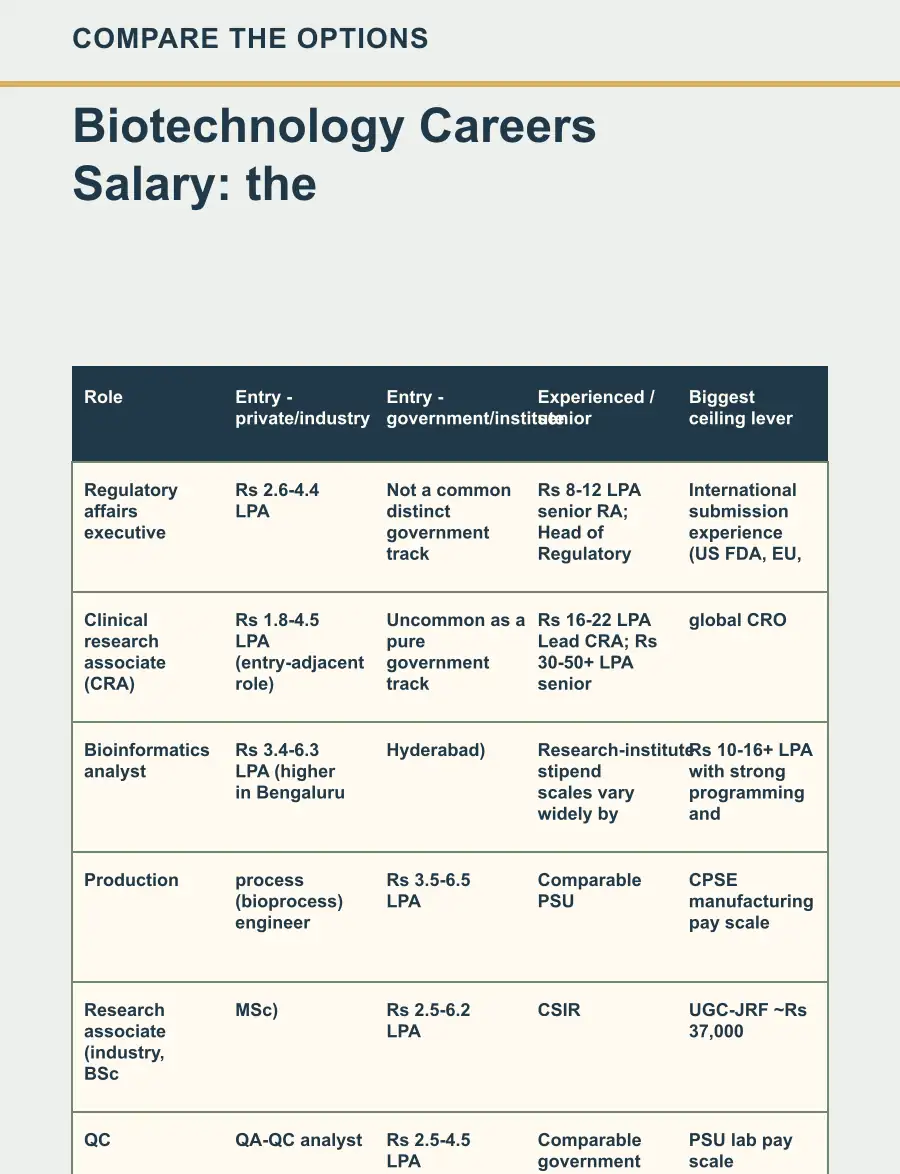 COMPARE THE OPTIONS
Biotechnology Careers
Salary: the
Role
Entry -
private/industry
Entry -
government/institute
Experienced /
senior
Biggest
ceiling lever
Regulatory
affairs
executive
Rs 2.6-4.4
LPA
Not a common
distinct
government
track
Rs 8-12 LPA
senior RA;
Head of
Regulatory
International
submission
experience
(US FDA, EU,
Clinical
research
associate
(CRA)
Rs 1.8-4.5
LPA
(entry-adjacent
role)
Uncommon as a
pure
government
track
Rs 16-22 LPA
Lead CRA; Rs
30-50+ LPA
senior
global CRO
Bioinformatics
analyst
Rs 3.4-6.3
LPA (higher
in Bengaluru
Hyderabad)
Research-institute
stipend
scales vary
widely by
Rs 10-16+ LPA
with strong
programming
and
Production
process
(bioprocess)
engineer
Rs 3.5-6.5
LPA
Comparable
PSU
CPSE
manufacturing
pay scale
Research
associate
(industry,
BSc
MSc)
Rs 2.5-6.2
LPA
CSIR
UGC-JRF ~Rs
37,000
QC
QA-QC analyst
Rs 2.5-4.5
LPA
Comparable
government
PSU lab pay
scale